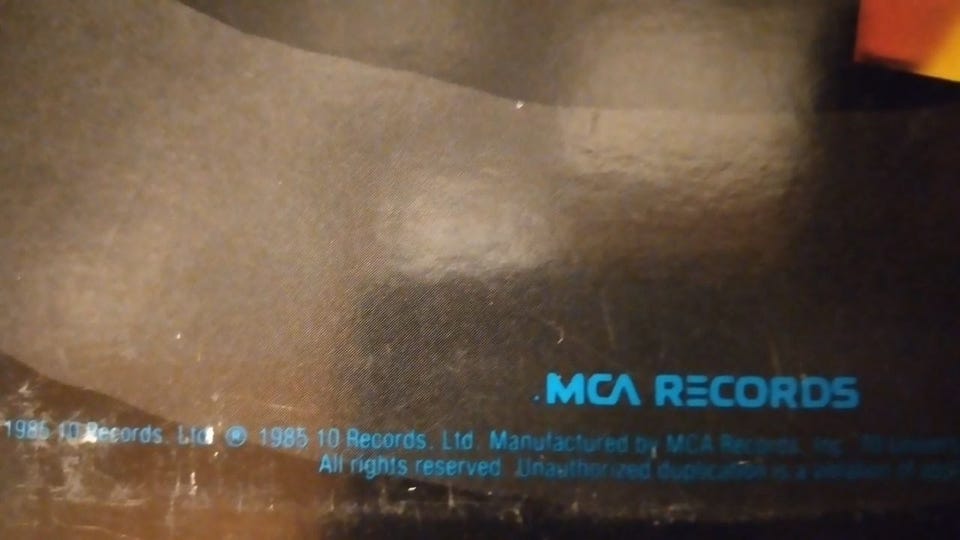 MCA RECORDS
1985 10 Records. Ltd. ℗ 1985 10 Records. Ltd. Manufactured by MCA Records, Inc. 70
All rights reserved Unauthorized duplication is a violation of